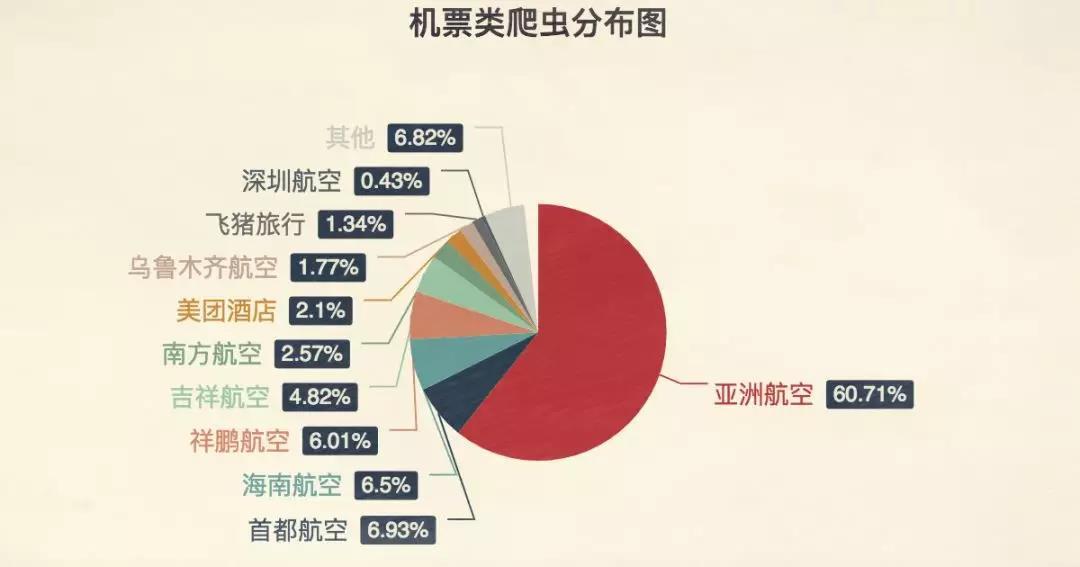 机票类爬虫分布图
其他 6.82%
深圳航空 0.43%
飞猪旅行 1.34%
乌鲁木齐航空 1.77%
美团酒店 2.1%
南方航空 2.57%
吉祥航空 4.82%
亚洲航空 60.71%
祥鹏航空 6.01%
海南航空 6.5%
首都航空 6.93%